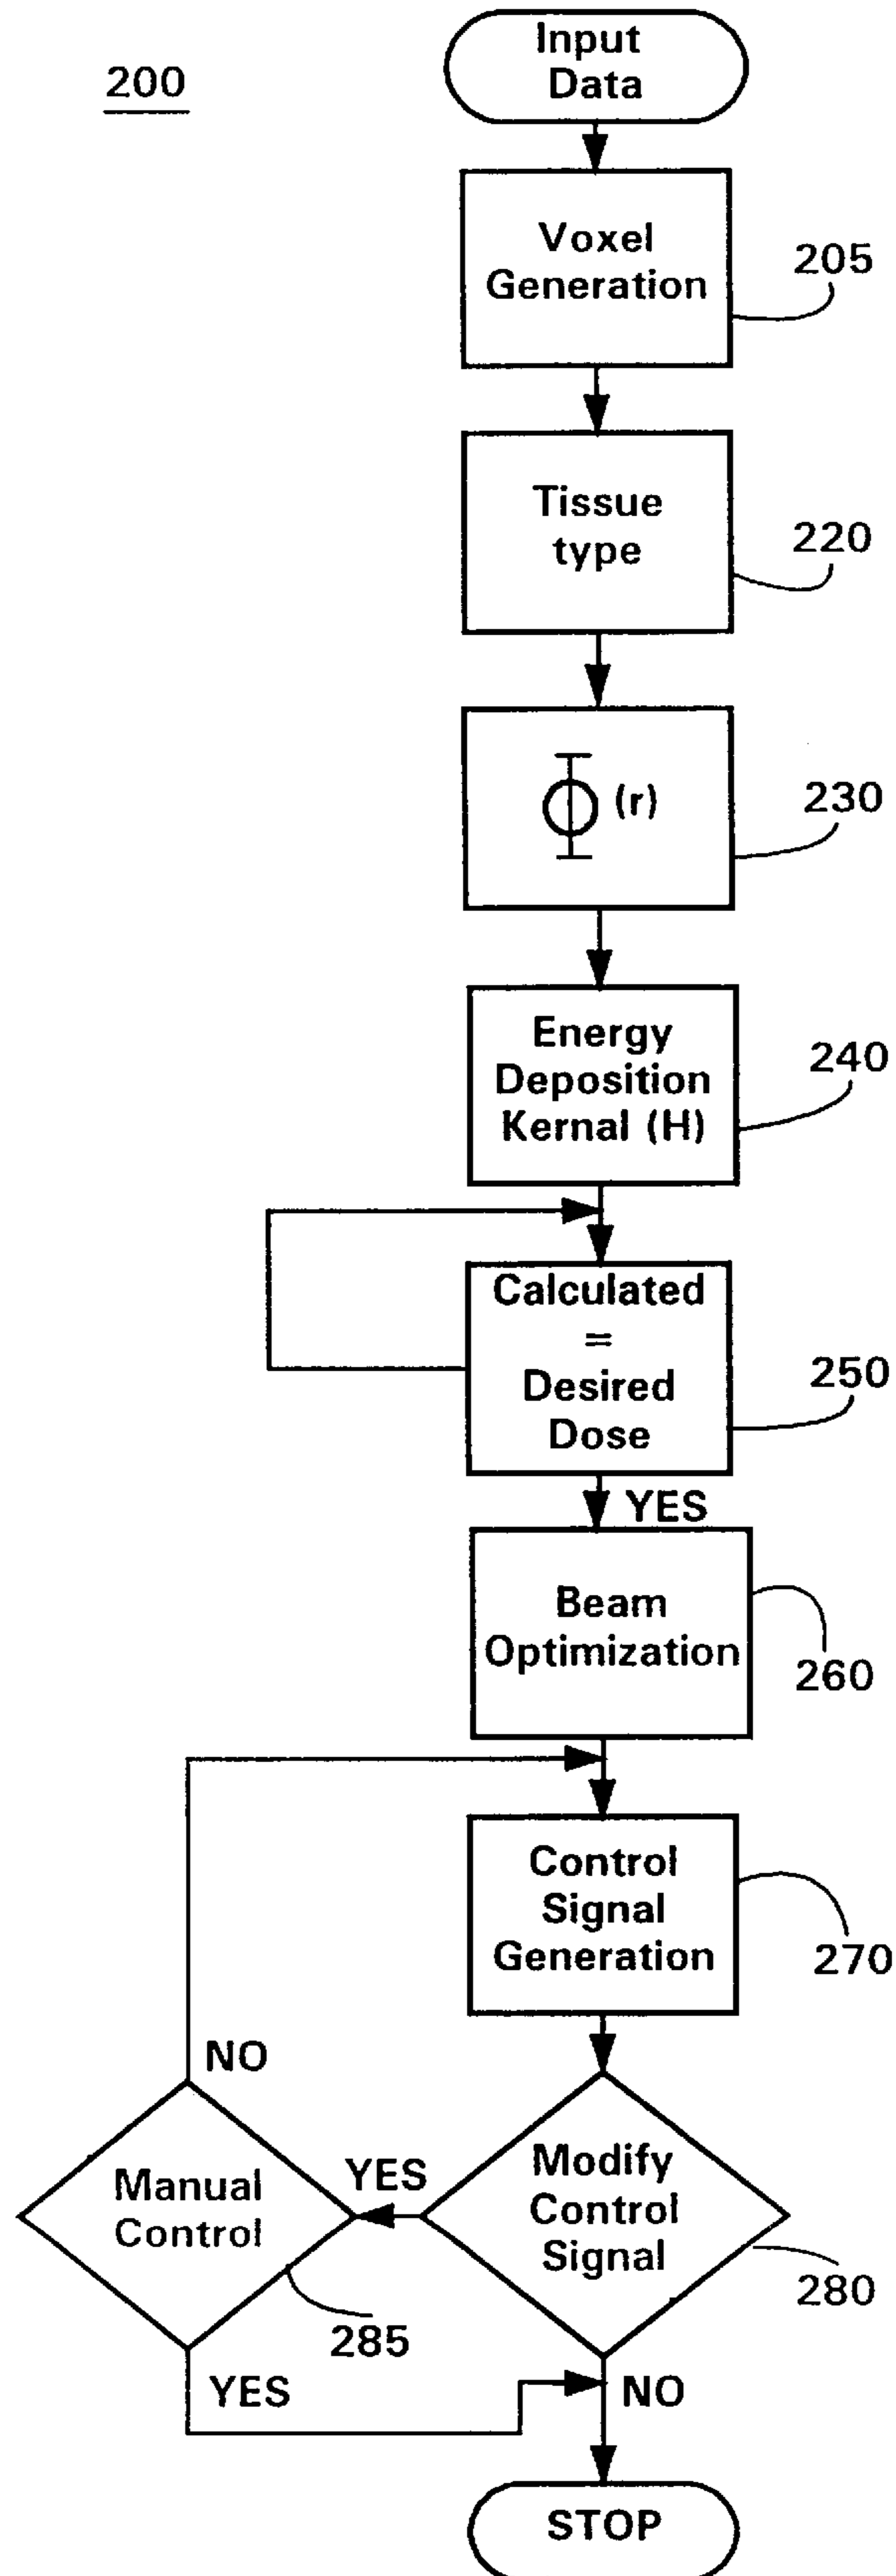 200
Input
Data
Voxel
Generation
205
Tissue
type
220
Φ (r)
230
Energy
Deposition
Kernal (H)
240
Calculated
=
Desired
Dose
250
YES
Beam
Optimization
260
Control
Signal
Generation
270
NO
Manual
Control
285
YES
Modify
Control
Signal
280
YES
NO
STOP